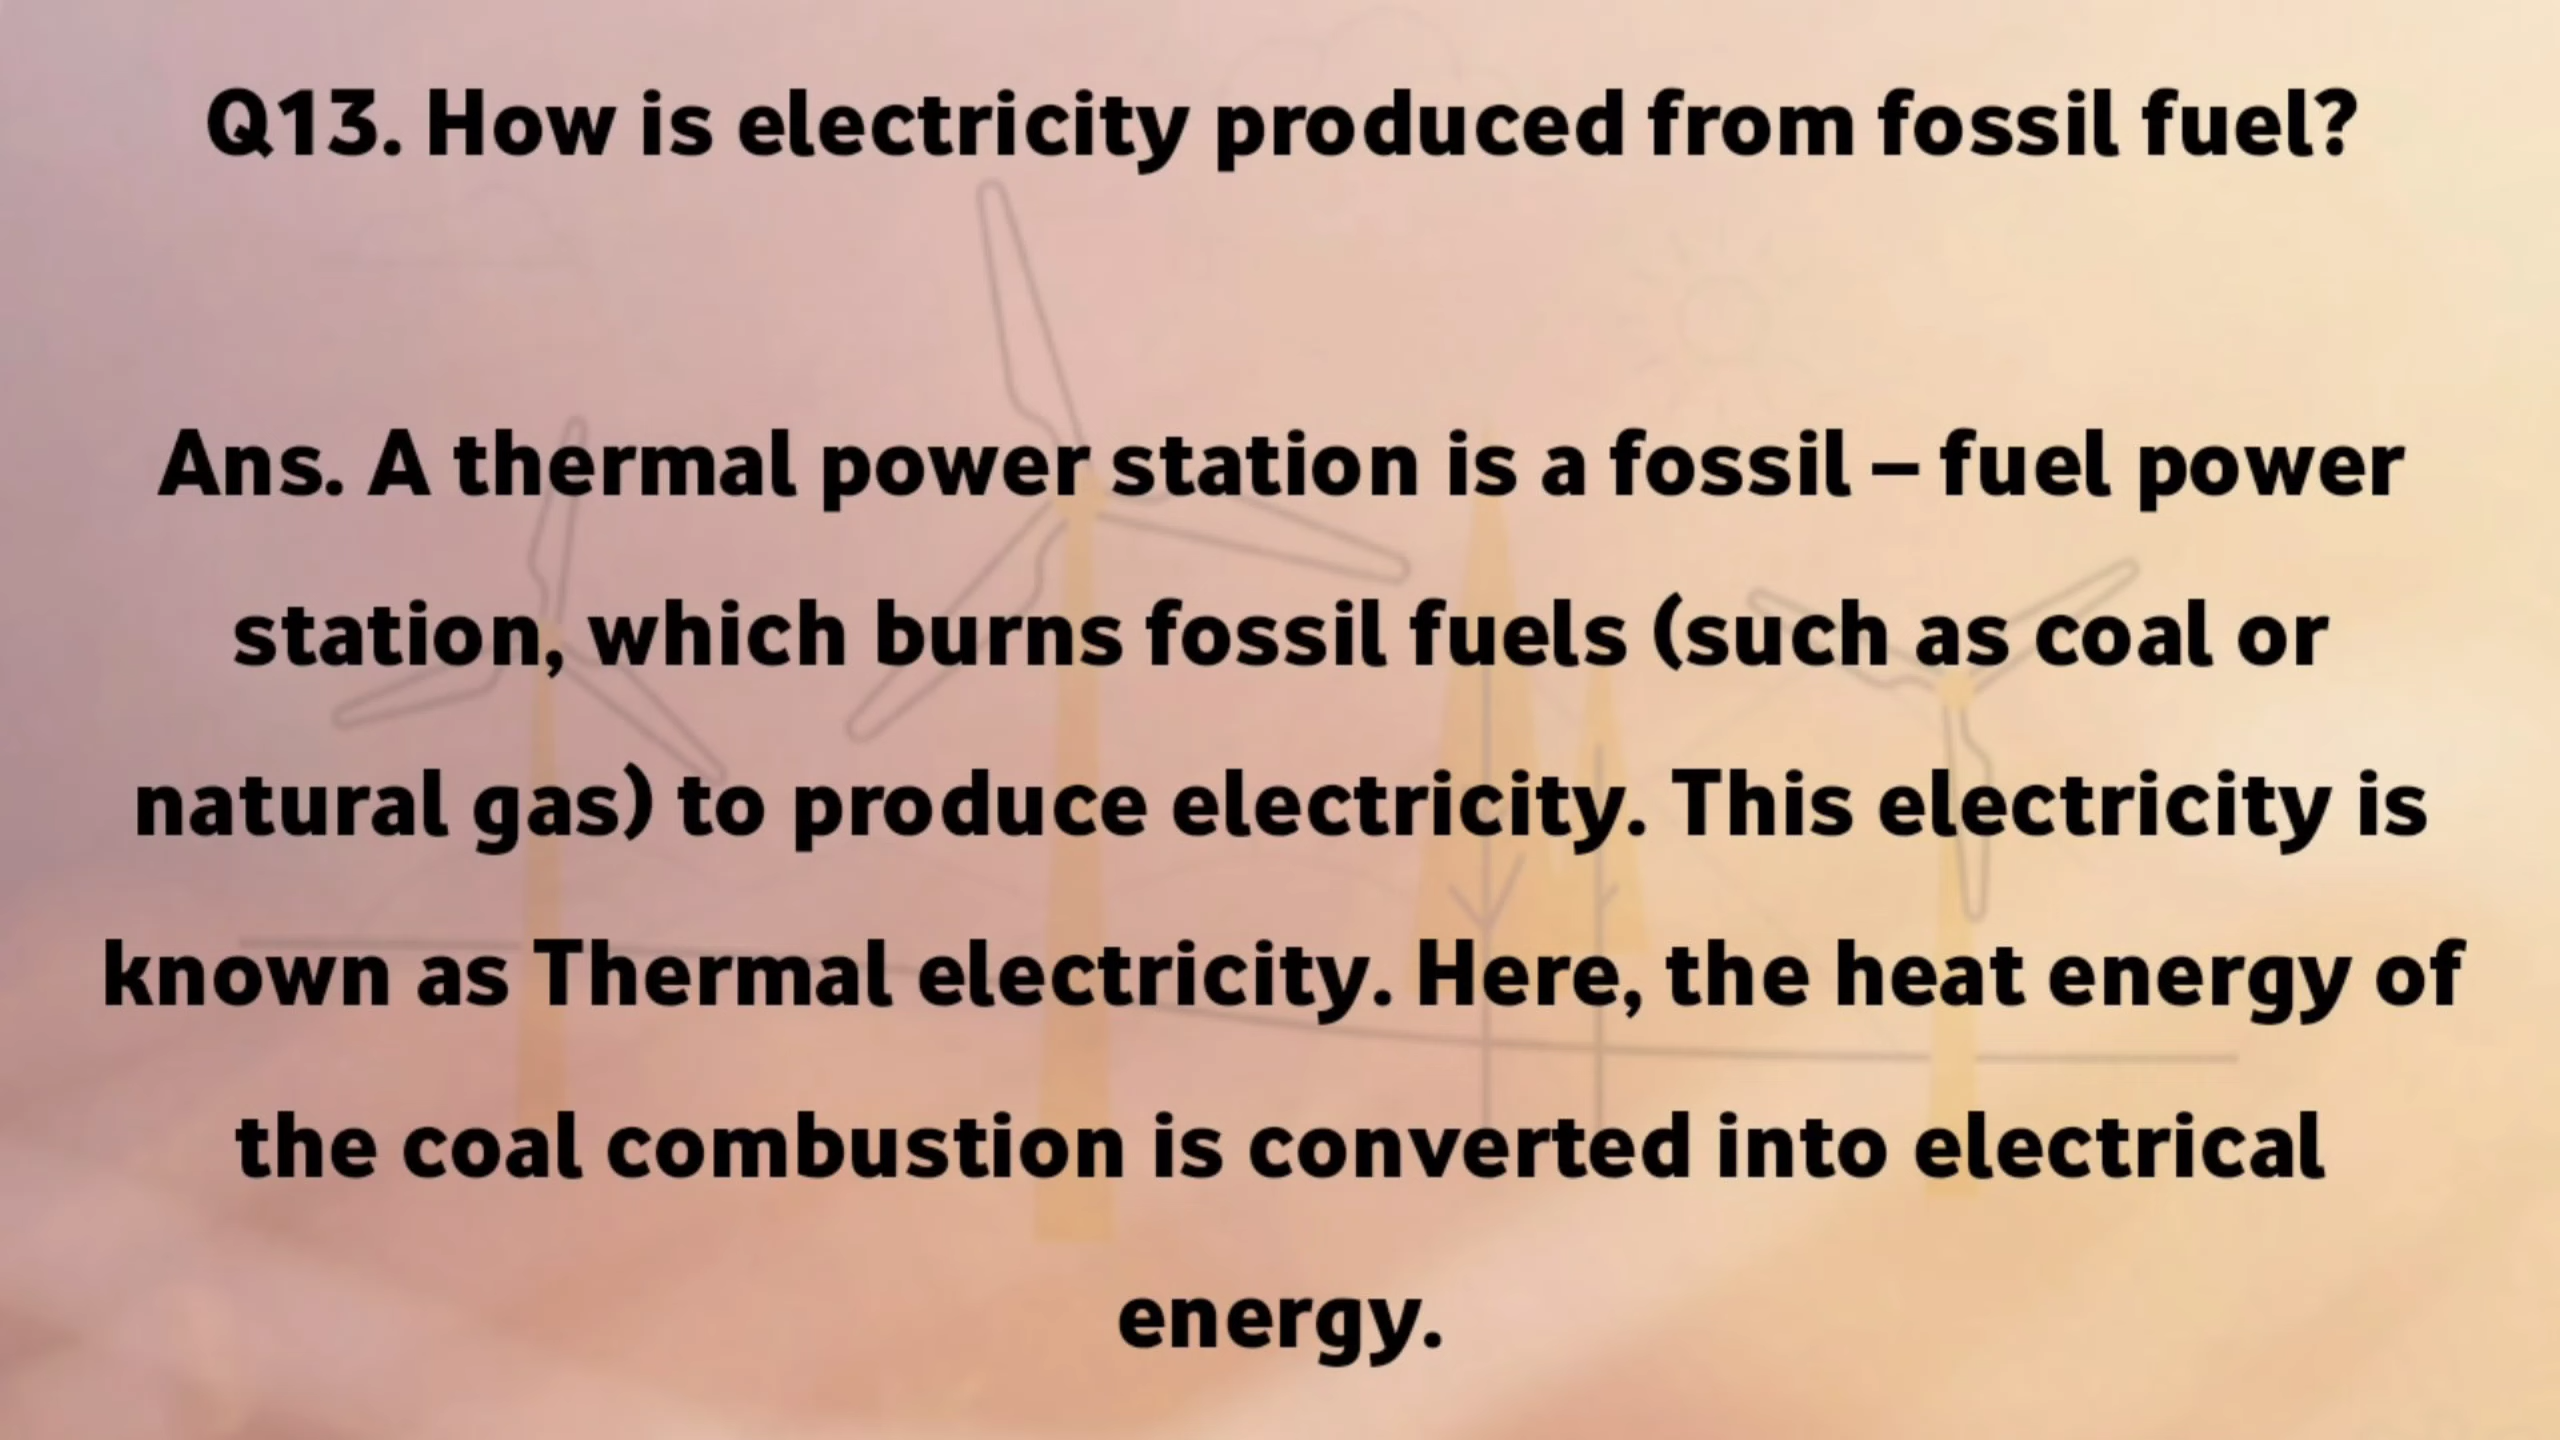 Q13. How is electricity produced from fossil fuel?
Ans. A thermal power station is a fossil – fuel power
station, which burns fossil fuels (such as coal or
natural gas) to produce electricity. This electricity is
known as Thermal electricity. Here, the heat energy of
the coal combustion is converted into electrical
energy.